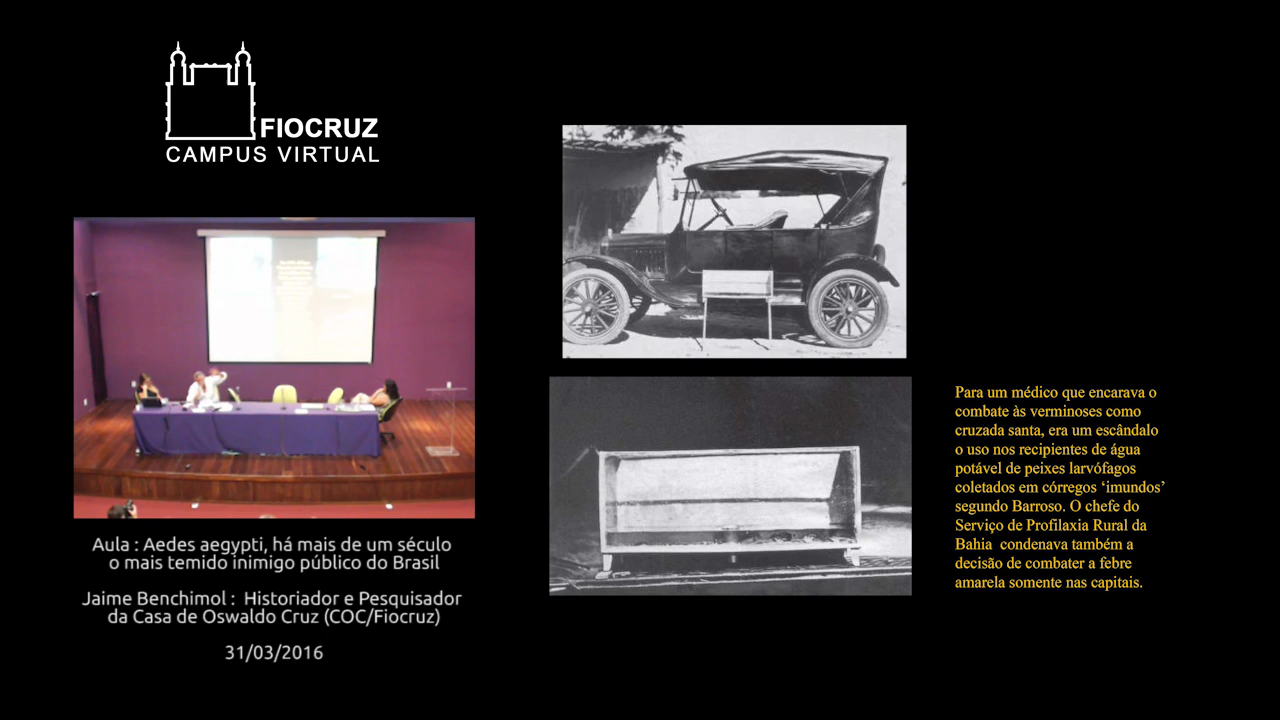 FIOCRUZ
CAMPUS VIRTUAL
Aula : Aedes aegypti, há mais de um século
o mais temido inimigo público do Brasil
Jaime Benchimol : Historiador e Pesquisador
da Casa de Oswaldo Cruz (COC/Fiocruz)
31/03/2016
Para um médico que encarava o
combate às verminoses como
cruzada santa, era um escândalo
o uso nos recipientes de água
potável de peixes larvófagos
coletados em córregos ‘imundos’
segundo Barroso. O chefe do
Serviço de Profilaxia Rural da
Bahia  condenava também a
decisão de combater a febre
amarela somente nas capitais.